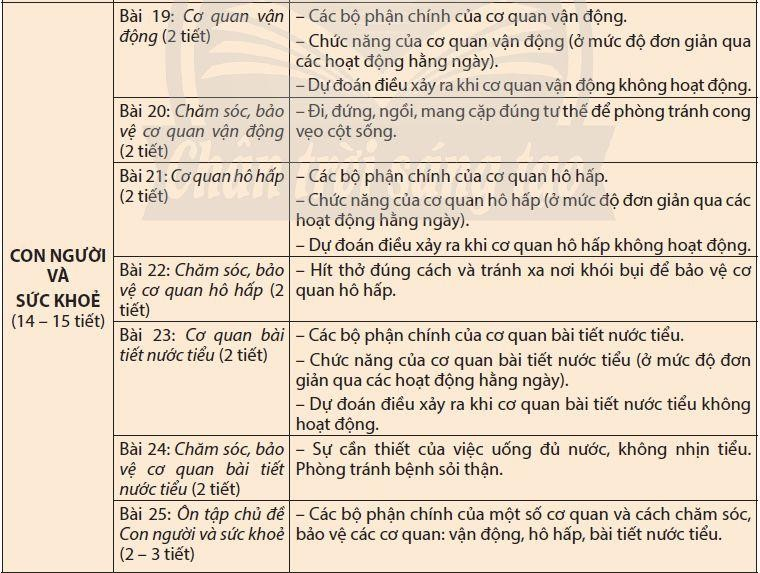 Bài 19: Cơ quan vận
động (2 tiết)
– Các bộ phận chính của cơ quan vận động.
– Chức năng của cơ quan vận động (ở mức độ đơn giản qua
các hoạt động hằng ngày).
– Dự đoán điều xảy ra khi cơ quan vận động không hoạt động.
Bài 20: Chăm sóc, bảo
vệ cơ quan vận động
(2 tiết)
– Đi, đứng, ngồi, mang cặp đúng tư thế để phòng tránh cong
vẹo cột sống.
Chân trời sáng tạo
Bài 21: Cơ quan hô hấp
(2 tiết)
– Các bộ phận chính của cơ quan hô hấp.
– Chức năng của cơ quan hô hấp (ở mức độ đơn giản qua các
hoạt động hằng ngày).
– Dự đoán điều xảy ra khi cơ quan hô hấp không hoạt động.
CON NGƯỜI
VÀ
SỨC KHOẺ
(14 – 15 tiết)
Bài 22: Chăm sóc, bảo
vệ cơ quan hô hấp (2
tiết)
– Hít thở đúng cách và tránh xa nơi khói bụi để bảo vệ cơ
quan hô hấp.
Bài 23: Cơ quan bài
tiết nước tiểu (2 tiết)
– Các bộ phận chính của cơ quan bài tiết nước tiểu.
– Chức năng của cơ quan bài tiết nước tiểu (ở mức độ đơn
giản qua các hoạt động hằng ngày).
– Dự đoán điều xảy ra khi cơ quan bài tiết nước tiểu không
hoạt động.
Bài 24: Chăm sóc, bảo
vệ cơ quan bài tiết
nước tiểu (2 tiết)
– Sự cần thiết của việc uống đủ nước, không nhịn tiểu.
Phòng tránh bệnh sỏi thận.
Bài 25: Ôn tập chủ đề
Con người và sức khoẻ
(2 – 3 tiết)
– Các bộ phận chính của một số cơ quan và cách chăm sóc,
bảo vệ các cơ quan: vận động, hô hấp, bài tiết nước tiểu.